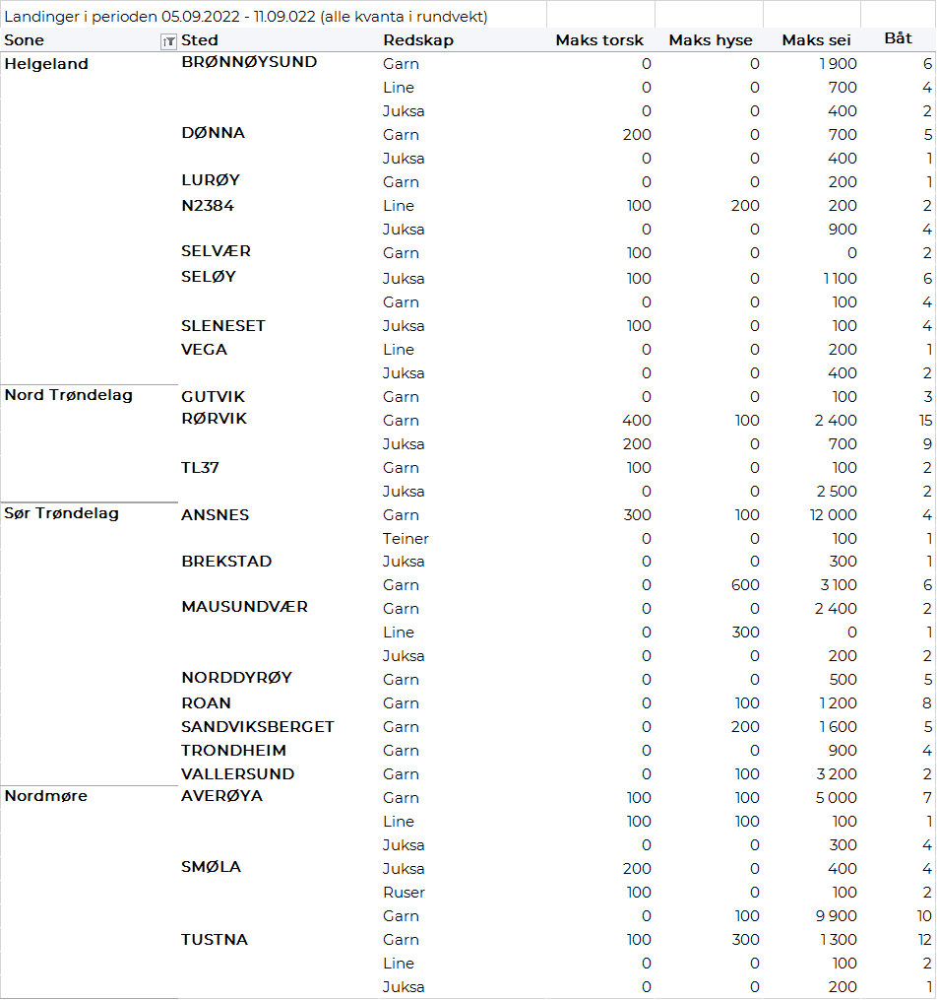 Landinger i perioden 05.09.2022 - 11.09.022 (alle kvanta i rundvekt)
Sone Sted Redskap Maks torsk Maks hyse Maks sei Båt
Helgeland BRØNNØYSUND Garn 0 0 1 900 6
Line 0 0 700 4
Juksa 0 0 400 2
DØNNA Garn 200 0 700 5
Juksa 0 0 400 1
LURØY Garn 0 0 200 1
N2384 Line 100 200 200 2
Juksa 0 0 900 4
SELVÆR Garn 100 0 0 2
SELØY Juksa 100 0 1 100 6
Garn 0 0 100 4
SLENESET Juksa 100 0 100 4
VEGA Line 0 0 200 1
Juksa 0 0 400 2
Nord Trøndelag GUTVIK Garn 0 0 100 3
RØRVIK Garn 400 100 2 400 15
Juksa 200 0 700 9
TL37 Garn 100 0 100 2
Juksa 0 0 2 500 2
Sør Trøndelag ANSNES Garn 300 100 12 000 4
Teiner 0 0 100 1
BREKSTAD Juksa 0 0 300 1
Garn 0 600 3 100 6
MAUSUNDVÆR Garn 0 0 2 400 2
Line 0 300 0 1
Juksa 0 0 200 2
NORDDYRØY Garn 0 0 500 5
ROAN Garn 0 100 1 200 8
SANDVIKSBERGET Garn 0 200 1 600 5
TRONDHEIM Garn 0 0 900 4
VALLERSUND Garn 0 100 3 200 2
Nordmøre AVERØYA Garn 100 100 5 000 7
Line 100 100 100 1
Juksa 0 0 300 4
SMØLA Juksa 200 0 400 4
Ruser 100 0 100 2
Garn 0 100 9 900 10
TUSTNA Garn 100 300 1 300 12
Line 0 0 100 2
Juksa 0 0 200 1